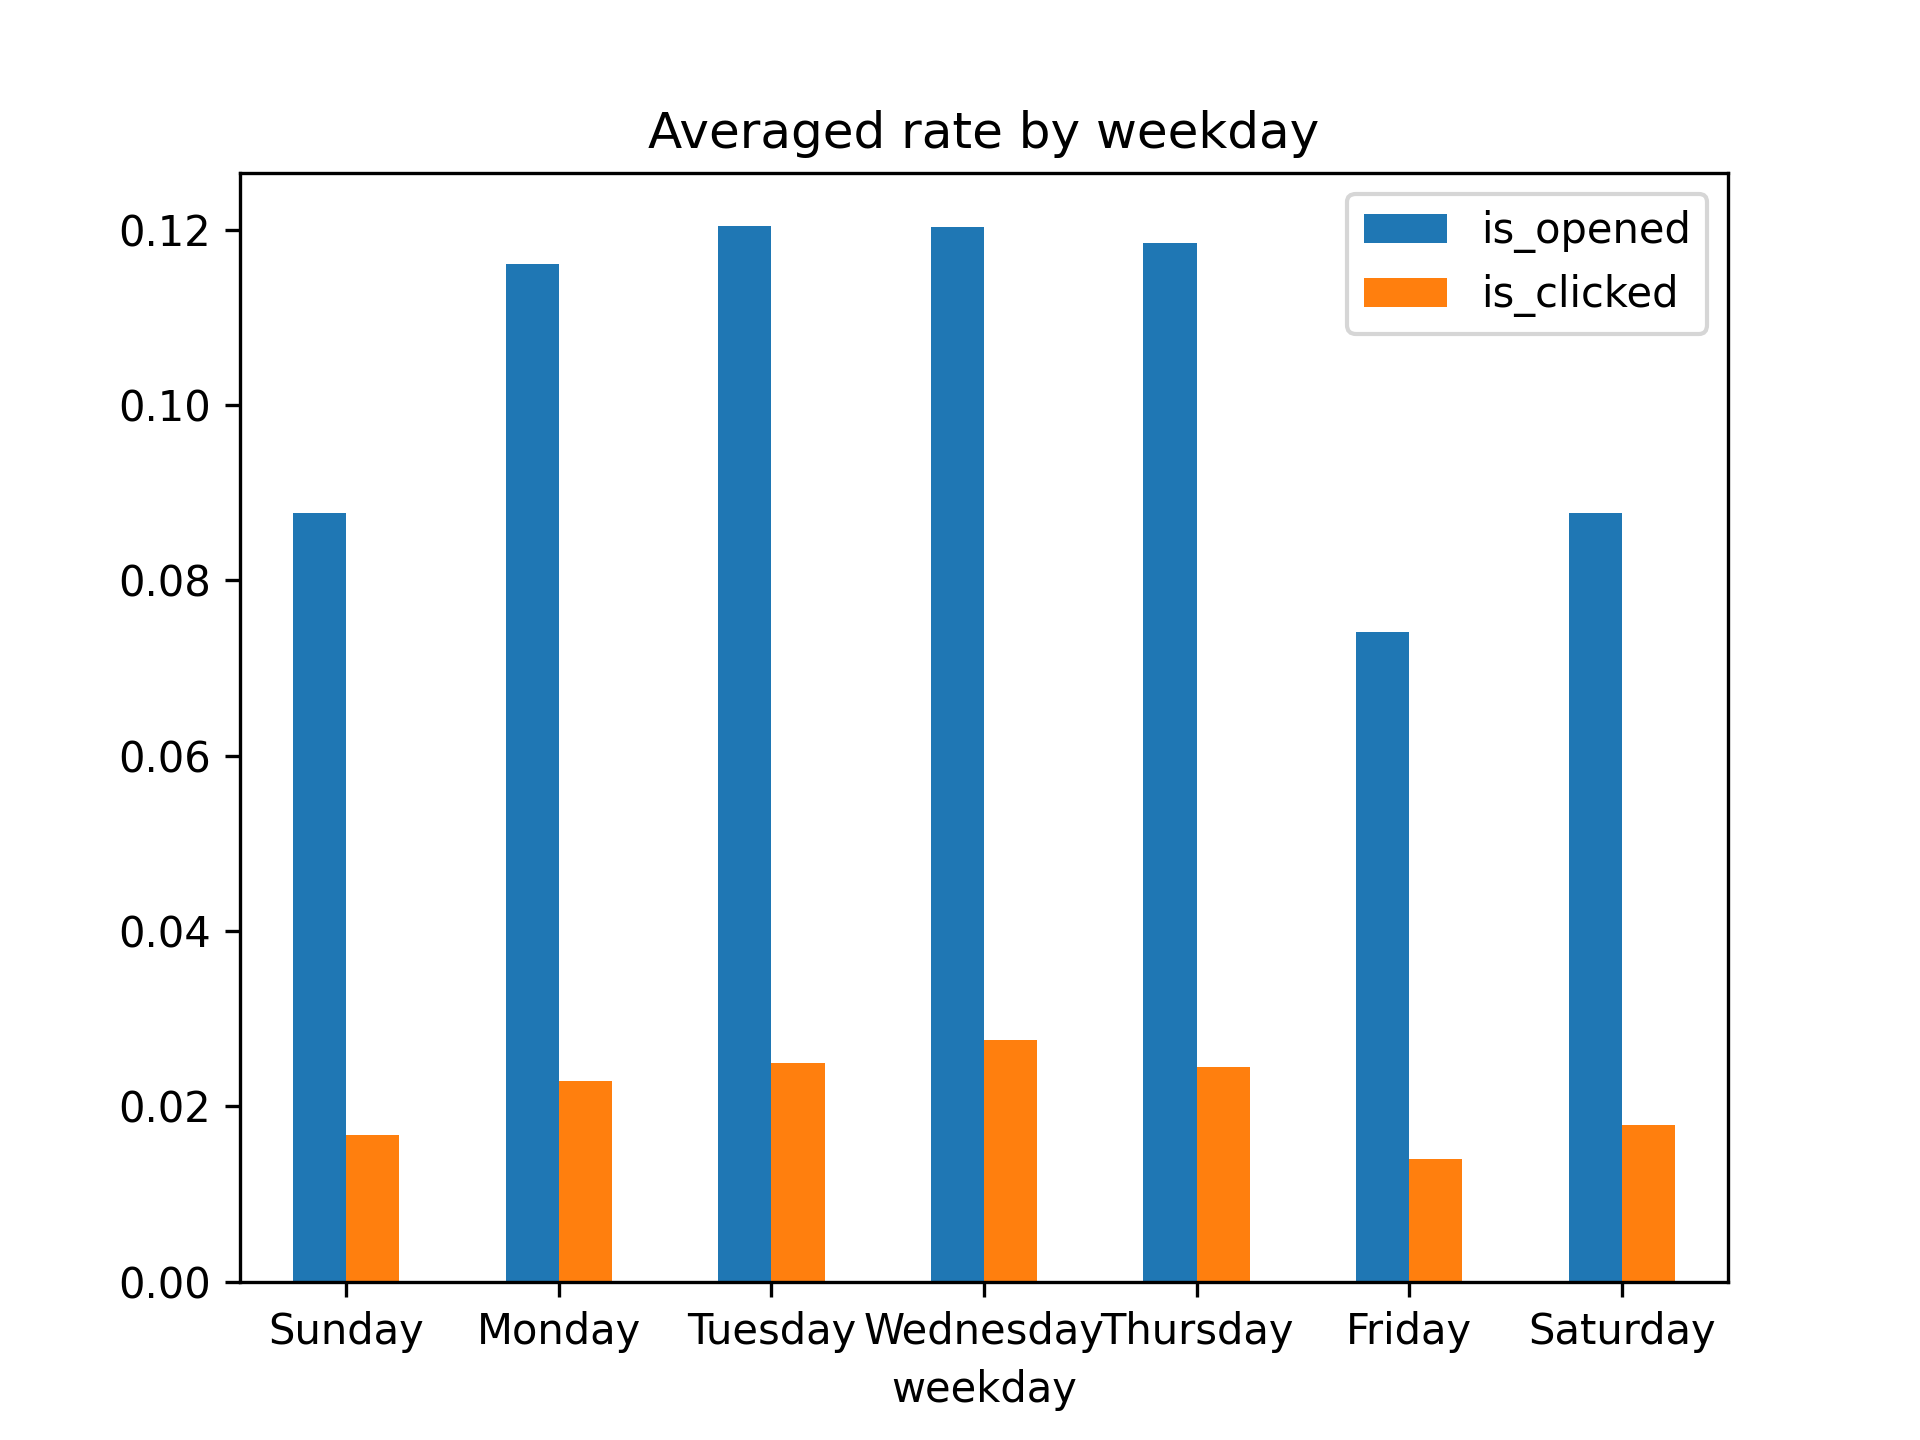 Averaged rate by weekday
is_opened
is_clicked
0.12
0.10
0.08
0.06
0.04
0.02
0.00
Sunday Monday Tuesday Wednesday Thursday Friday Saturday
weekday